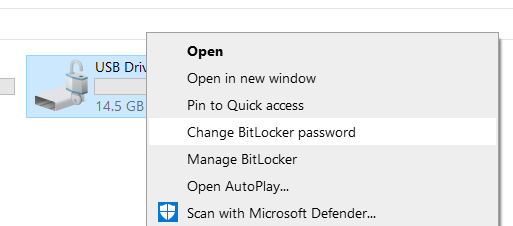 USB Driv
14.5 GB
Open
Open in new window
Pin to Quick access
Change BitLocker password
Manage BitLocker
Open AutoPlay...
Scan with Microsoft Defender...